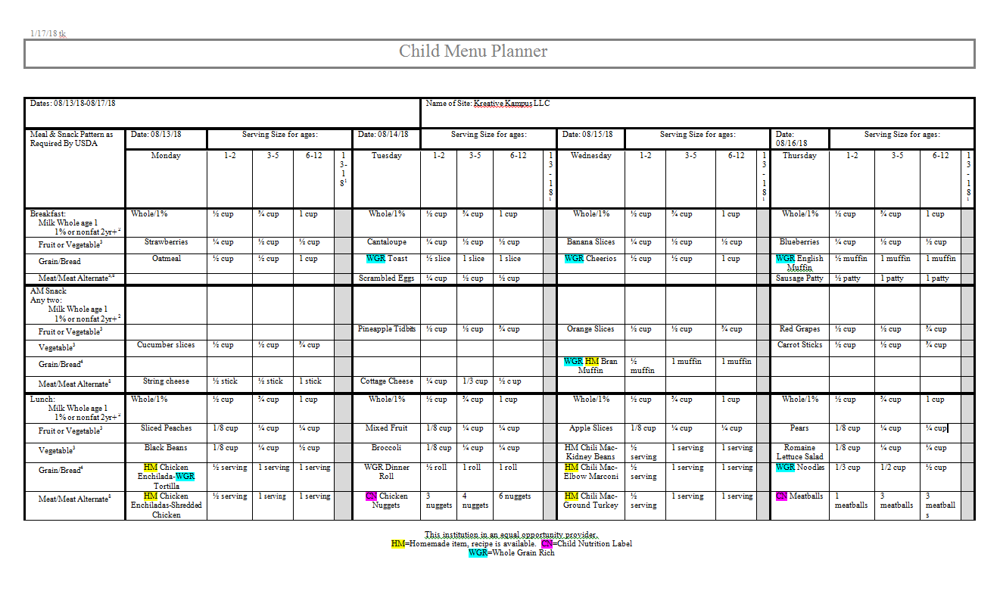 1/17/18 tk
Child Menu Planner
Dates: 08/13/18-08/17/18 Name of Site: Kreative Kampus LLC
Meal & Snack Pattern as Required By USDA Date: 08/13/18 Serving Size for ages: Date: 08/14/18 Serving Size for ages: Date: 08/15/18 Serving Size for ages: Date: 08/16/18 Serving Size for ages:
Monday 1-2 3-5 6-12 13-18¹ Tuesday 1-2 3-5 6-12 13-18¹ Wednesday 1-2 3-5 6-12 13-18¹ Thursday 1-2 3-5 6-12 13-18¹
Breakfast:
Milk Whole age 1
1% or nonfat 2yr+² Whole/1% ½ cup ¾ cup 1 cup Whole/1% ½ cup ¾ cup 1 cup Whole/1% ½ cup ¾ cup 1 cup Whole/1% ½ cup ¾ cup 1 cup
Fruit or Vegetable³ Strawberries ¼ cup ½ cup ½ cup Cantaloupe ¼ cup ½ cup ½ cup Banana Slices ¼ cup ½ cup ½ cup Blueberries ¼ cup ½ cup ½ cup
Grain/Bread Oatmeal ½ cup ½ cup 1 cup WGR Toast ½ slice 1 slice 1 slice WGR Cheerios ½ cup ½ cup 1 cup WGR English Muffin ½ muffin 1 muffin 1 muffin
Meat/Meat Alternate Scrambled Eggs ¼ cup ½ cup ½ cup Sausage Patty ½ patty 1 patty 1 patty
AM Snack
Any two:
Milk Whole age 1
1% or nonfat 2yr+²
Fruit or Vegetable³ Pineapple Tidbits ½ cup ½ cup ¾ cup Orange Slices ½ cup ½ cup ¾ cup Red Grapes ½ cup ½ cup ¾ cup
Vegetable³ Cucumber slices ½ cup ½ cup ¾ cup Carrot Sticks ½ cup ½ cup ¾ cup
Grain/Bread⁴ WGR HM Bran Muffin ½ muffin 1 muffin 1 muffin
Meat/Meat Alternate⁸ String cheese ½ stick ½ stick 1 stick Cottage Cheese ¼ cup 1/3 cup ½ c up
Lunch:
Milk Whole age 1
1% or nonfat 2yr+² Whole/1% ½ cup ¾ cup 1 cup Whole/1% ½ cup ¾ cup 1 cup Whole/1% ½ cup ¾ cup 1 cup Whole/1% ½ cup ¾ cup 1 cup
Fruit or Vegetable³ Sliced Peaches 1/8 cup ¼ cup ¼ cup Mixed Fruit 1/8 cup ¼ cup ¼ cup Apple Slices 1/8 cup ¼ cup ¼ cup Pears 1/8 cup ¼ cup ¼ cup
Vegetable³ Black Beans 1/8 cup ¼ cup ½ cup Broccoli 1/8 cup ¼ cup ¼ cup HM Chili Mac-Kidney Beans ½ serving 1 serving 1 serving Romaine Lettuce Salad 1/8 cup ¼ cup ¼ cup
Grain/Bread⁴ HM Chicken Enchilada-WGR Tortilla ½ serving 1 serving 1 serving WGR Dinner Roll ½ roll 1 roll 1 roll HM Chili Mac-Elbow Marconi ½ serving 1 serving 1 serving WGR Noodles 1/3 cup 1/2 cup ½ cup
Meat/Meat Alternate⁸ HM Chicken Enchiladas-Shredded Chicken ½ serving 1 serving 1 serving CN Chicken Nuggets 3 nuggets 4 nuggets 6 nuggets HM Chili Mac-Ground Turkey ½ serving 1 serving 1 serving CN Meatballs 1 meatballs 3 meatballs 3 meatballs
This institution in an equal opportunity provider.
HM=Homemade item, recipe is available. CN=Child Nutrition Label
WGR=Whole Grain Rich